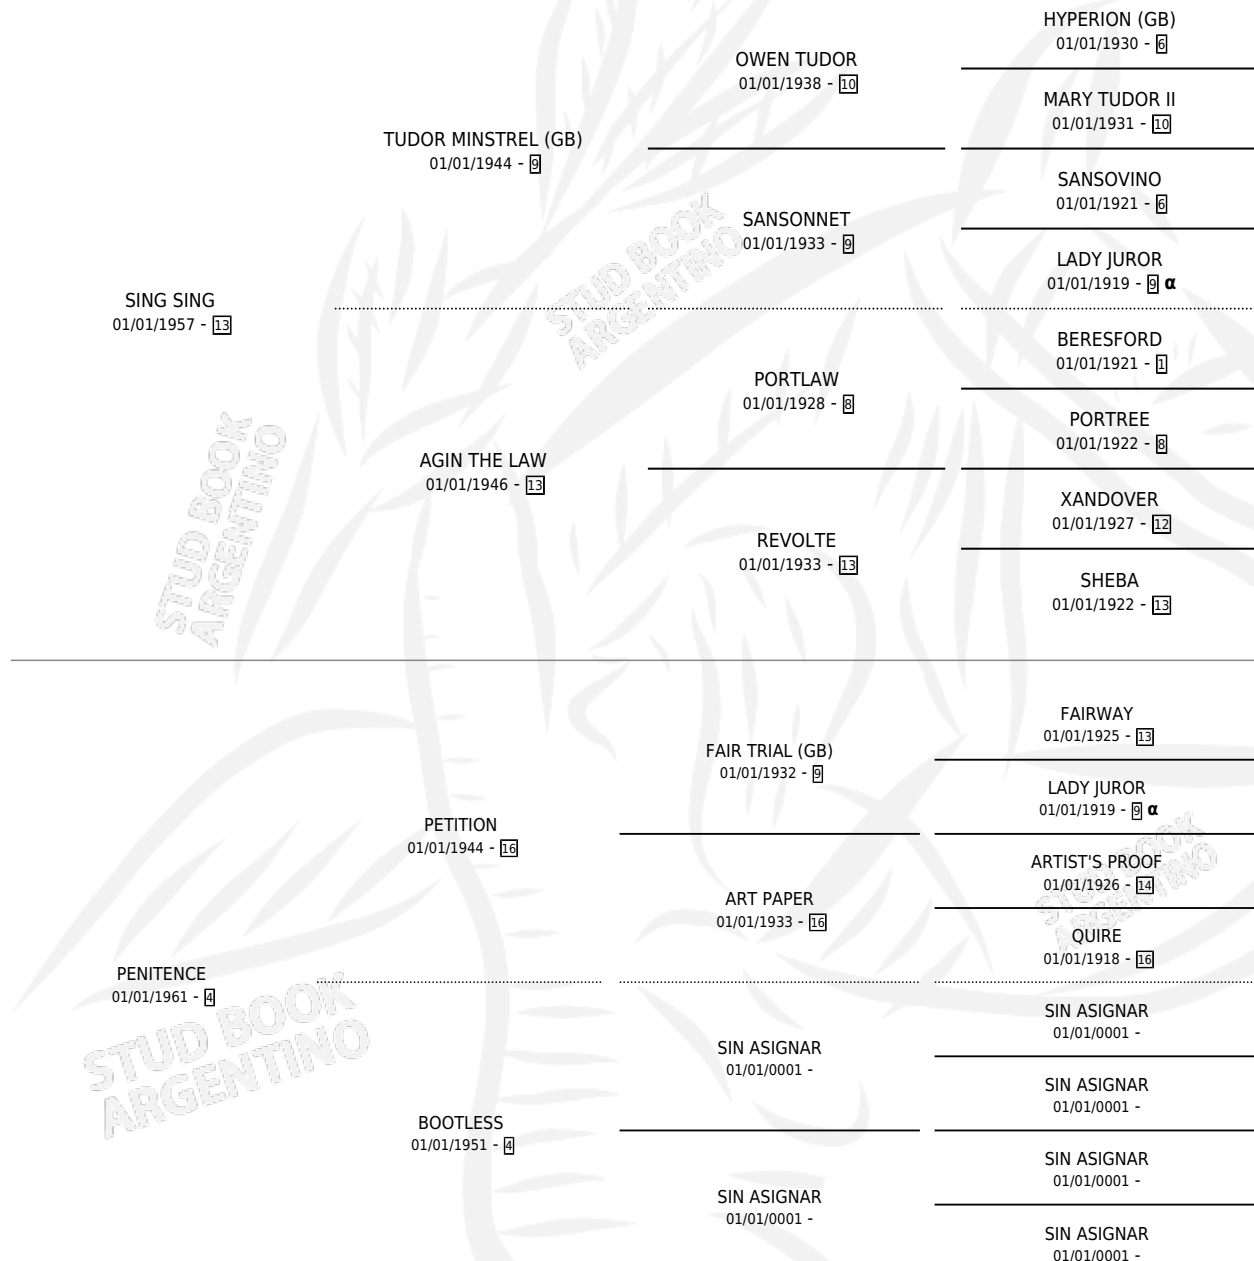 HYPERION (GB)
01/01/1930 - 6
OWEN TUDOR
01/01/1938 - 10
MARY TUDOR II
01/01/1931 - 10
TUDOR MINSTREL (GB)
01/01/1944 - 9
SANSOVINO
01/01/1921 - 6
SANSONNET
01/01/1933 - 9
LADY JUROR
01/01/1919 - 9 α
SING SING
01/01/1957 - 13
BERESFORD
01/01/1921 - 1
PORTLAW
01/01/1928 - 8
PORTREE
01/01/1922 - 8
AGIN THE LAW
01/01/1946 - 13
XANDOVER
01/01/1927 - 12
REVOLTE
01/01/1933 - 13
SHEBA
01/01/1922 - 13
FAIRWAY
01/01/1925 - 13
FAIR TRIAL (GB)
01/01/1932 - 9
LADY JUROR
01/01/1919 - 9 α
PETITION
01/01/1944 - 16
ARTIST'S PROOF
01/01/1926 - 14
ART PAPER
01/01/1933 - 16
QUIRE
01/01/1918 - 16
PENITENCE
01/01/1961 - 4
SIN ASIGNAR
01/01/0001 -
SIN ASIGNAR
01/01/0001 -
SIN ASIGNAR
01/01/0001 -
BOOTLESS
01/01/1951 - 4
SIN ASIGNAR
01/01/0001 -
SIN ASIGNAR
01/01/0001 -
SIN ASIGNAR
01/01/0001 -
STUD BOOK
ARGENTINO
STUD BOOK
ARGENTINO
STUD BOOK
ARGENTINO
STUD BOOK
ARGENTINO